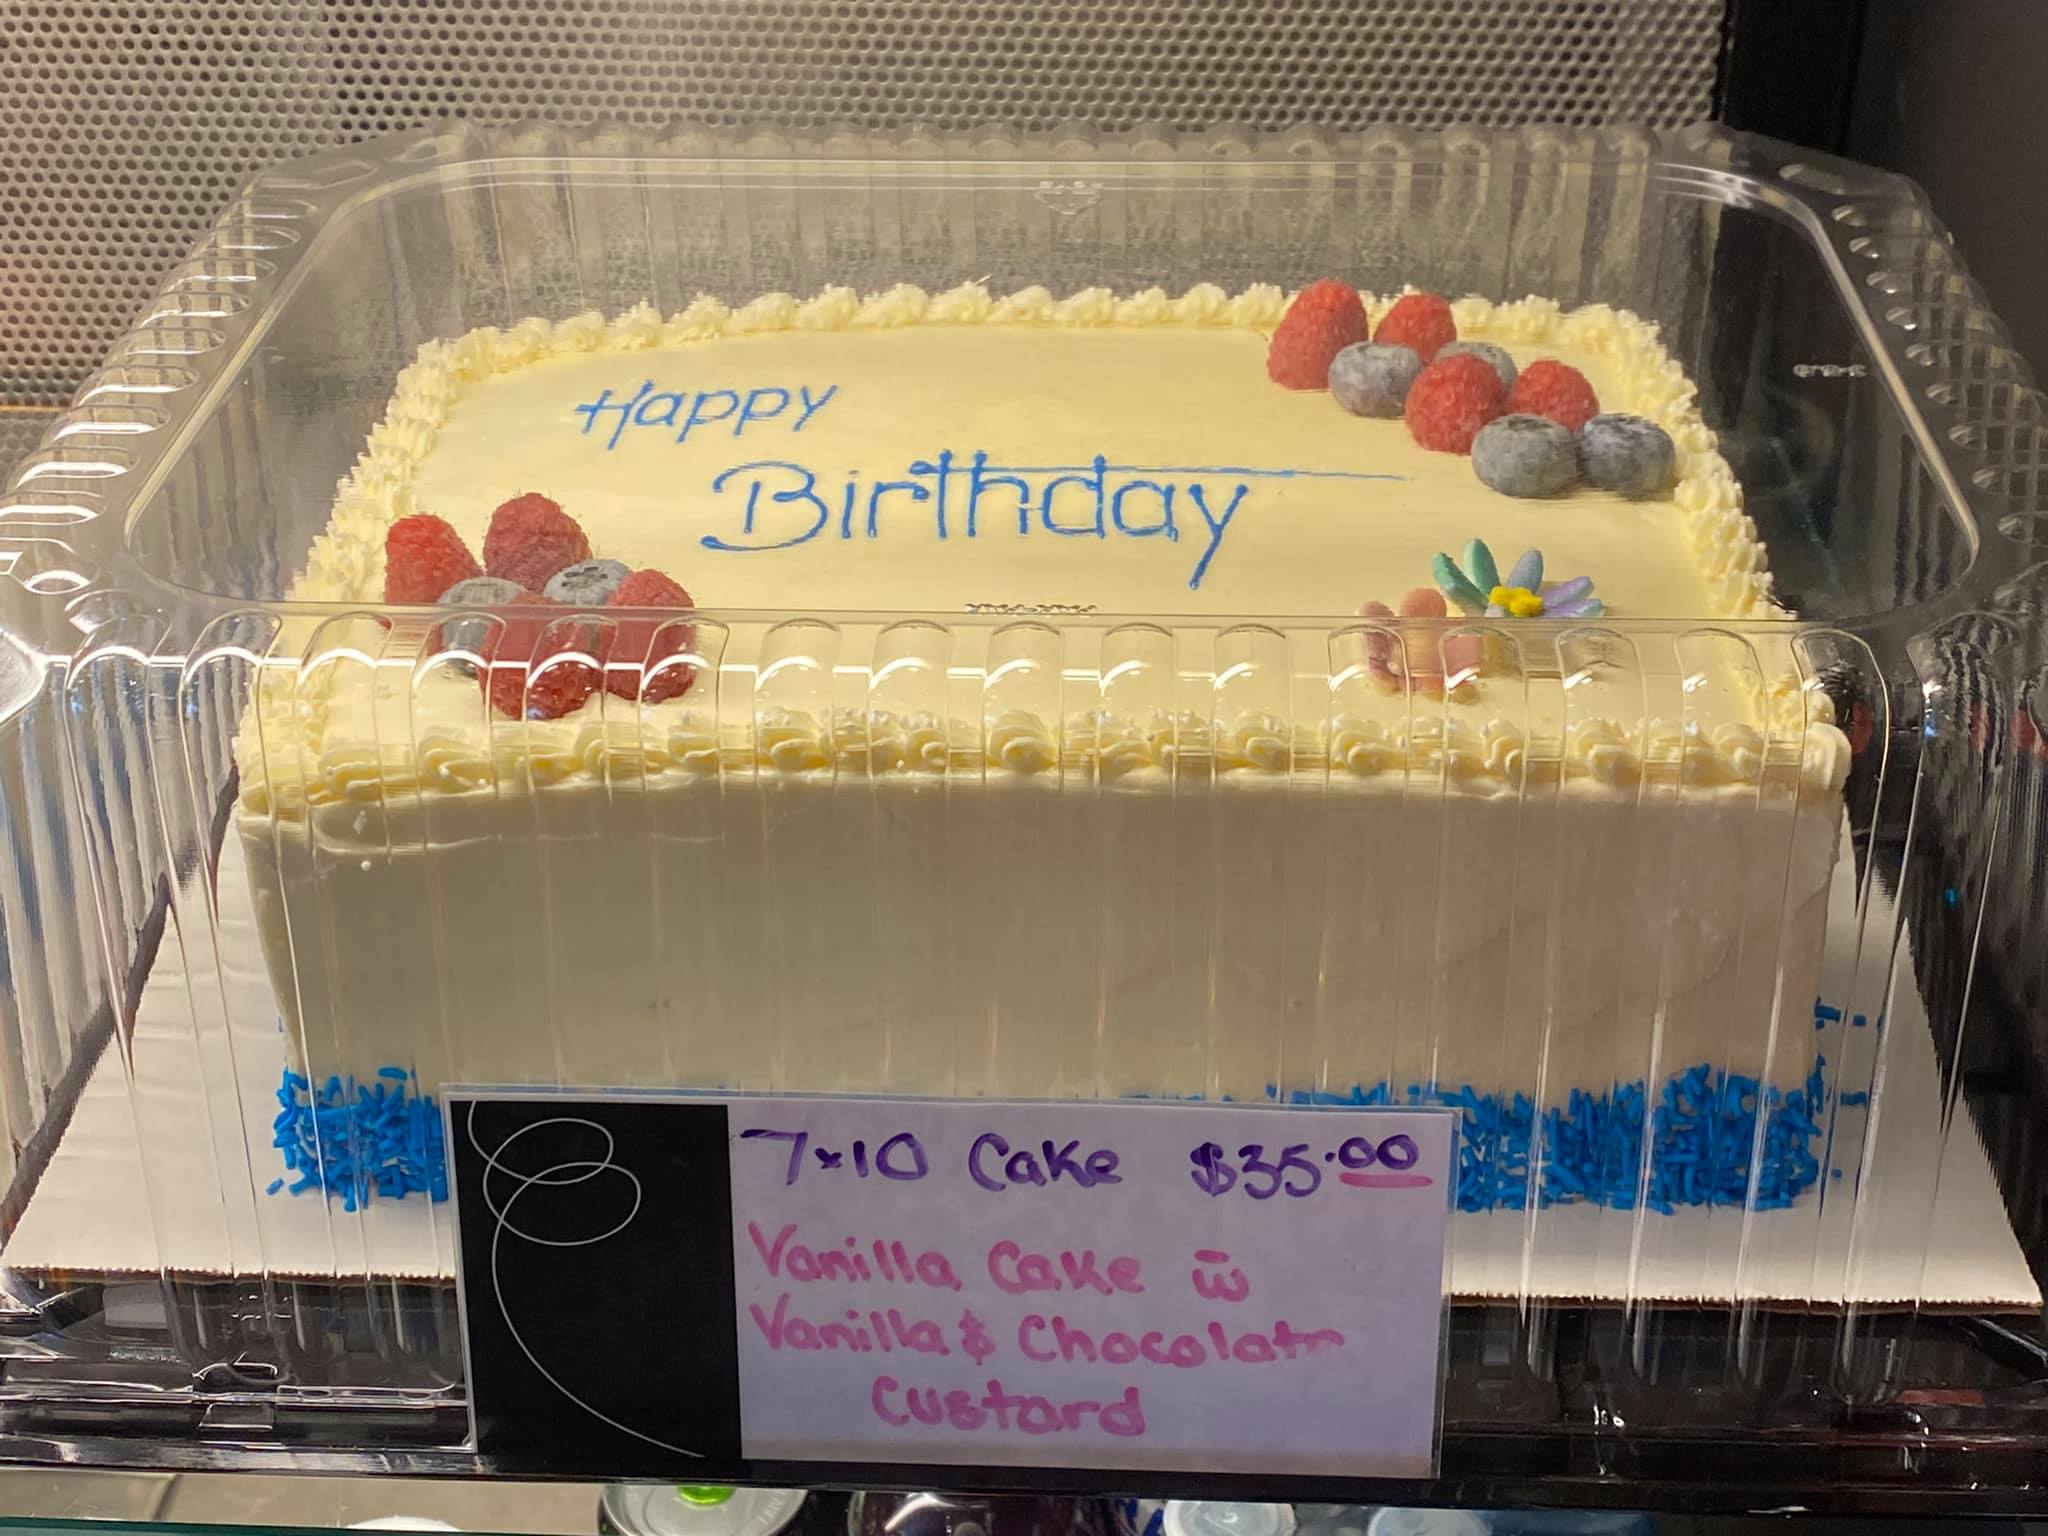 Happy
Birthday
7x10 Cake $35.00
Vanilla Cake w̄
Vanilla & Chocolate
Custard